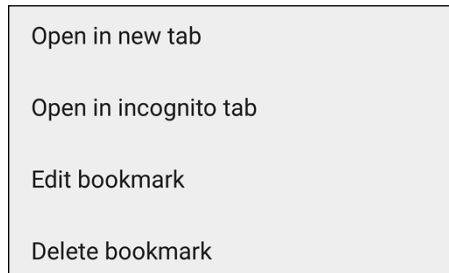 Open in new tab
Open in incognito tab
Edit bookmark
Delete bookmark